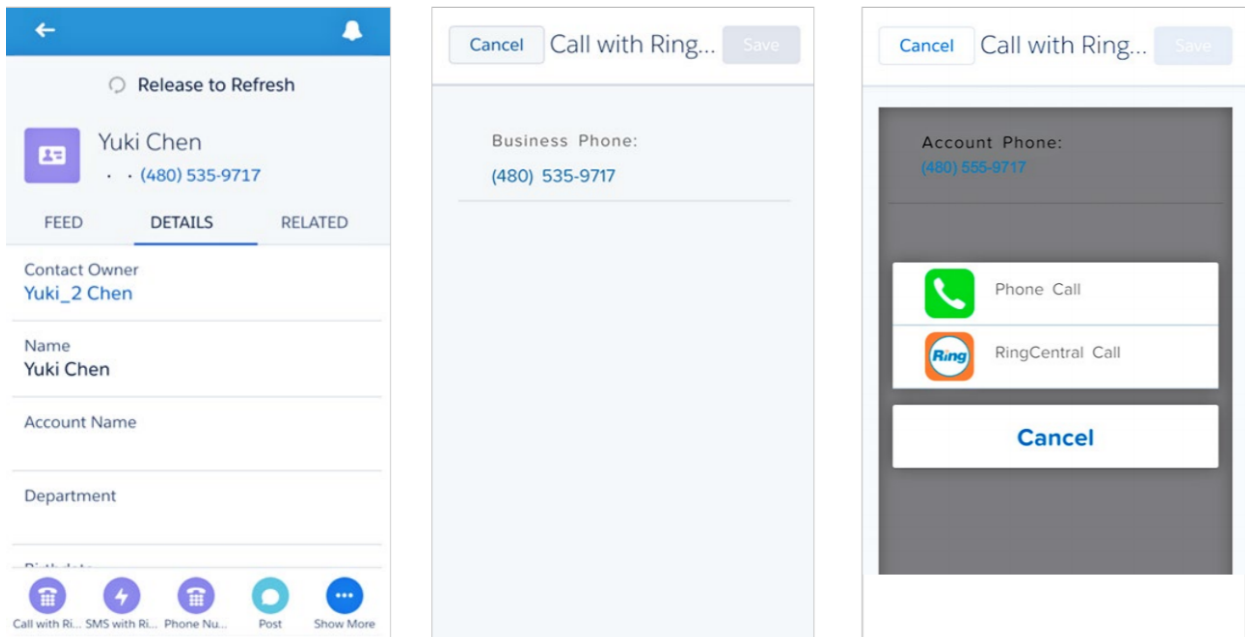 Release to Refresh
Yuki Chen
· · (480) 535-9717
FEED DETAILS RELATED
Contact Owner
Yuki_2 Chen
Name
Yuki Chen
Account Name
Department
Call with Ri... SMS with Ri... Phone Nu... Post Show More
Cancel Call with Ring... Save
Business Phone:
(480) 535-9717
Cancel Call with Ring... Save
Account Phone:
(480) 555-9717
Phone Call
Ring RingCentral Call
Cancel